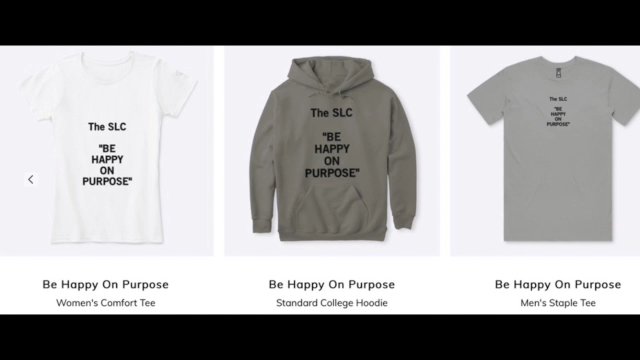 The SLC
"BE
HAPPY
ON
PURPOSE"
The SLC
"BE
HAPPY
ON
PURPOSE"
The SLC
"BE
HAPPY
ON
PURPOSE"
Be Happy On Purpose
Women's Comfort Tee
Be Happy On Purpose
Standard College Hoodie
Be Happy On Purpose
Men's Staple Tee